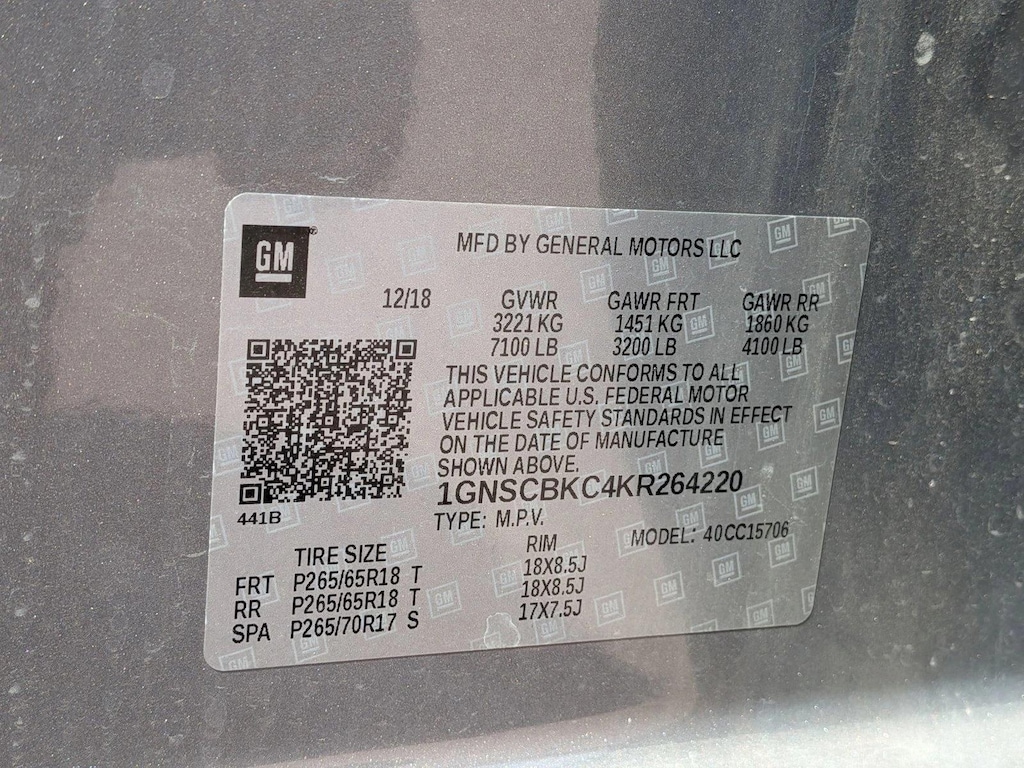 GM
MFD BY GENERAL MOTORS LLC
12/18 GVWR GAWR FRT GAWR RR
3221 KG 1451 KG 1860 KG
7100 LB 3200 LB 4100 LB
THIS VEHICLE CONFORMS TO ALL
APPLICABLE U.S. FEDERAL MOTOR
VEHICLE SAFETY STANDARDS IN EFFECT
ON THE DATE OF MANUFACTURE
SHOWN ABOVE.
1GNSCBKC4KR264220
441B
TYPE: M.P.V. MODEL: 40CC15706
TIRE SIZE RIM
FRT P265/65R18 T 18X8.5J
RR P265/65R18 T 18X8.5J
SPA P265/70R17 S 17X7.5J